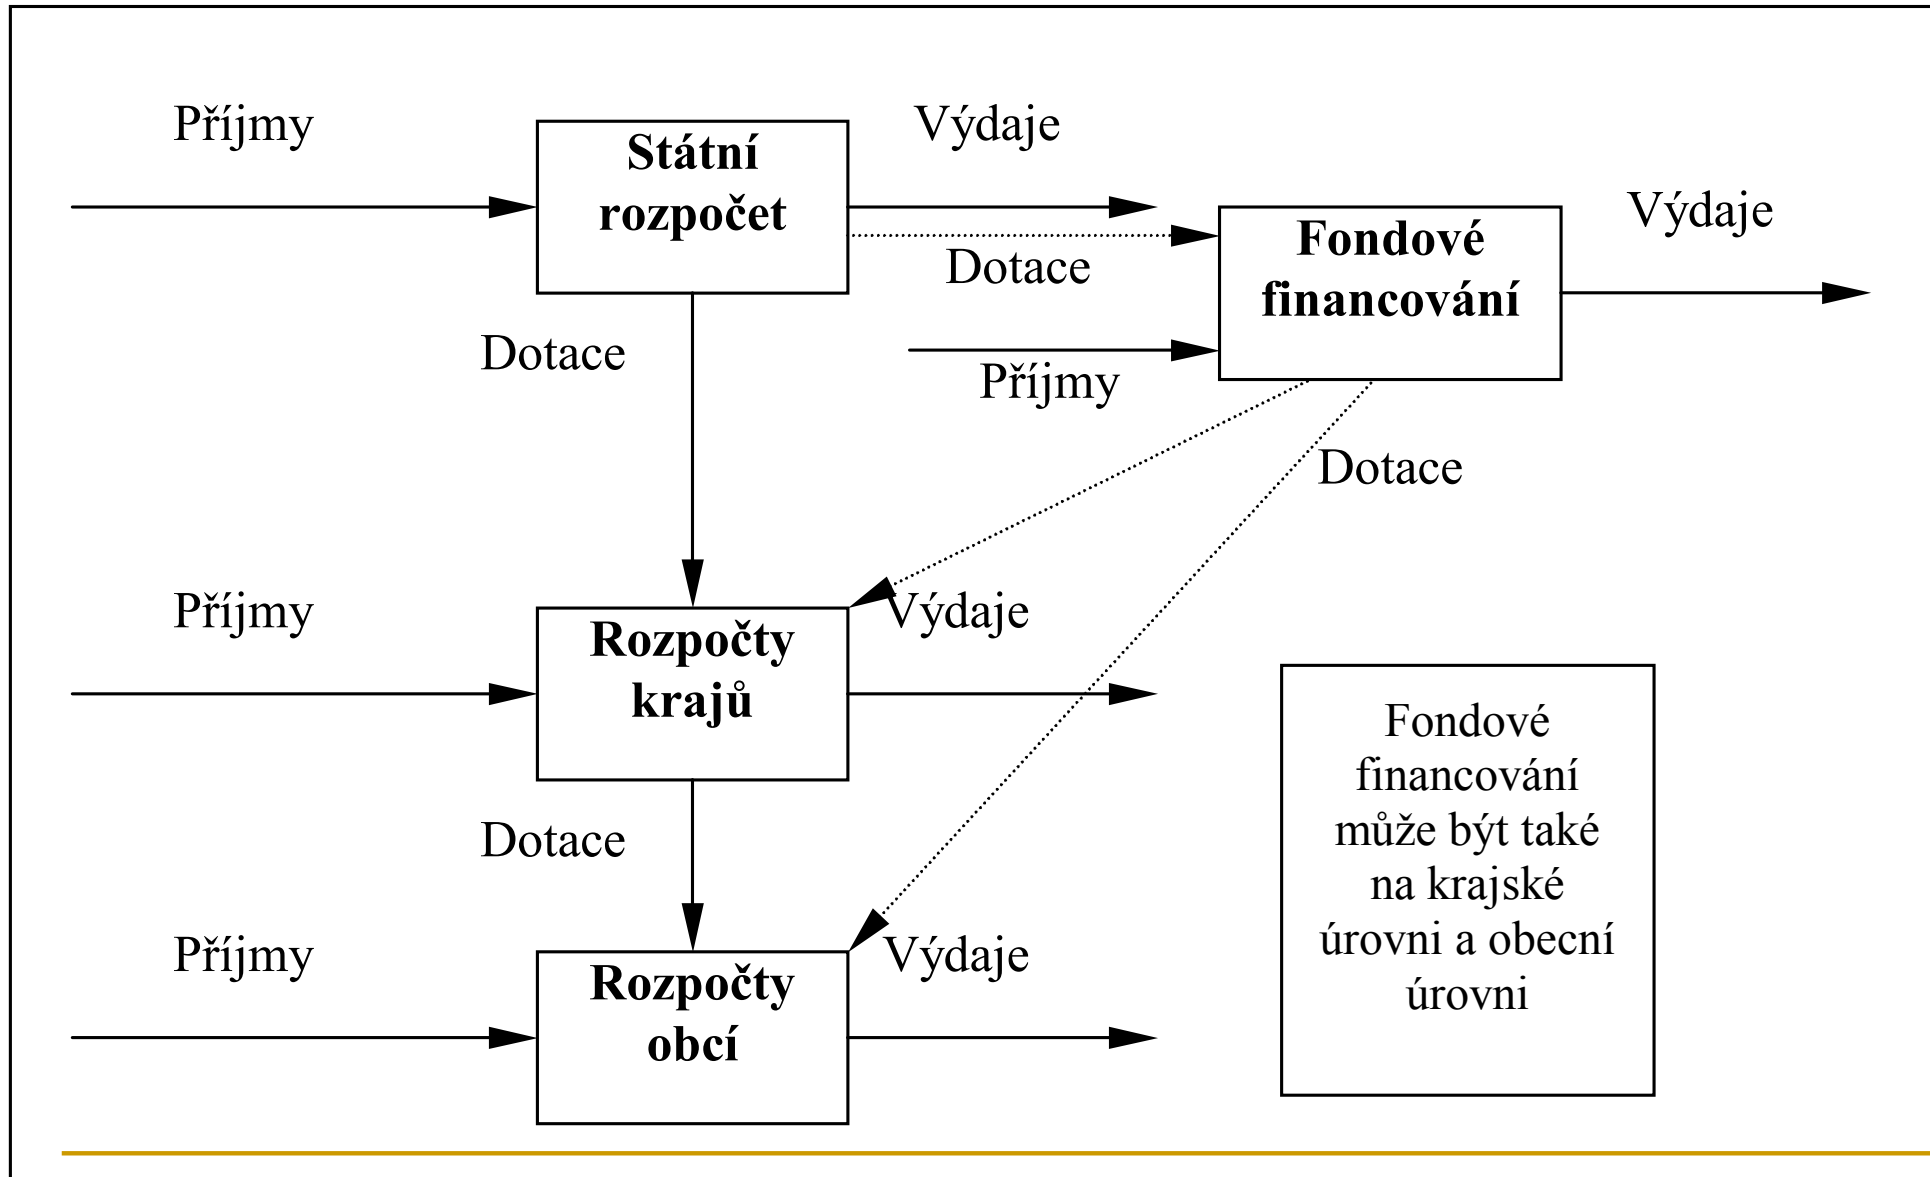 Příjmy
Státní
rozpočet
Výdaje
Dotace
Příjmy
Fondové
financování
Výdaje
Dotace
Dotace
Příjmy
Rozpočty
krajů
Výdaje
Dotace
Příjmy
Rozpočty
obcí
Výdaje
Fondové
financování
může být také
na krajské
úrovni a obecní
úrovni